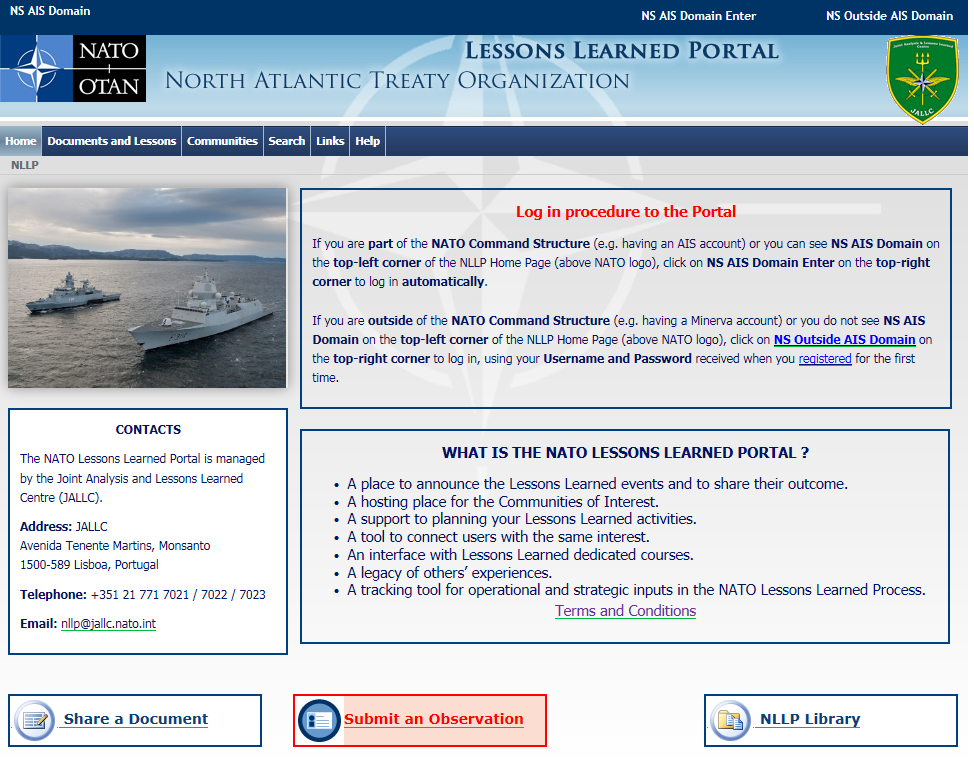 NS AIS Domain
NS AIS Domain Enter
NS Outside AIS Domain
NATO
OTAN
LESSONS LEARNED PORTAL
NORTH ATLANTIC TREATY ORGANIZATION
Joint Analysis & Lessons Learned Centre
JALLC
Home
Documents and Lessons
Communities
Search
Links
Help
NLLP
Log in procedure to the Portal
If you are part of the NATO Command Structure (e.g. having an AIS account) or you can see NS AIS Domain on
the top-left corner of the NLLP Home Page (above NATO logo), click on NS AIS Domain Enter on the top-right
corner to log in automatically.
If you are outside of the NATO Command Structure (e.g. having a Minerva account) or you do not see NS AIS
Domain on the top-left corner of the NLLP Home Page (above NATO logo), click on NS Outside AIS Domain on
the top-right corner to log in, using your Username and Password received when you registered for the first
time.
CONTACTS
The NATO Lessons Learned Portal is managed
by the Joint Analysis and Lessons Learned
Centre (JALLC).
Address: JALLC
Avenida Tenente Martins, Monsanto
1500-589 Lisboa, Portugal
Telephone: +351 21 771 7021 / 7022 / 7023
Email: nllp@jallc.nato.int
WHAT IS THE NATO LESSONS LEARNED PORTAL ?
• A place to announce the Lessons Learned events and to share their outcome.
• A hosting place for the Communities of Interest.
• A support to planning your Lessons Learned activities.
• A tool to connect users with the same interest.
• An interface with Lessons Learned dedicated courses.
• A legacy of others’ experiences.
• A tracking tool for operational and strategic inputs in the NATO Lessons Learned Process.
Terms and Conditions
Share a Document
Submit an Observation
NLLP Library